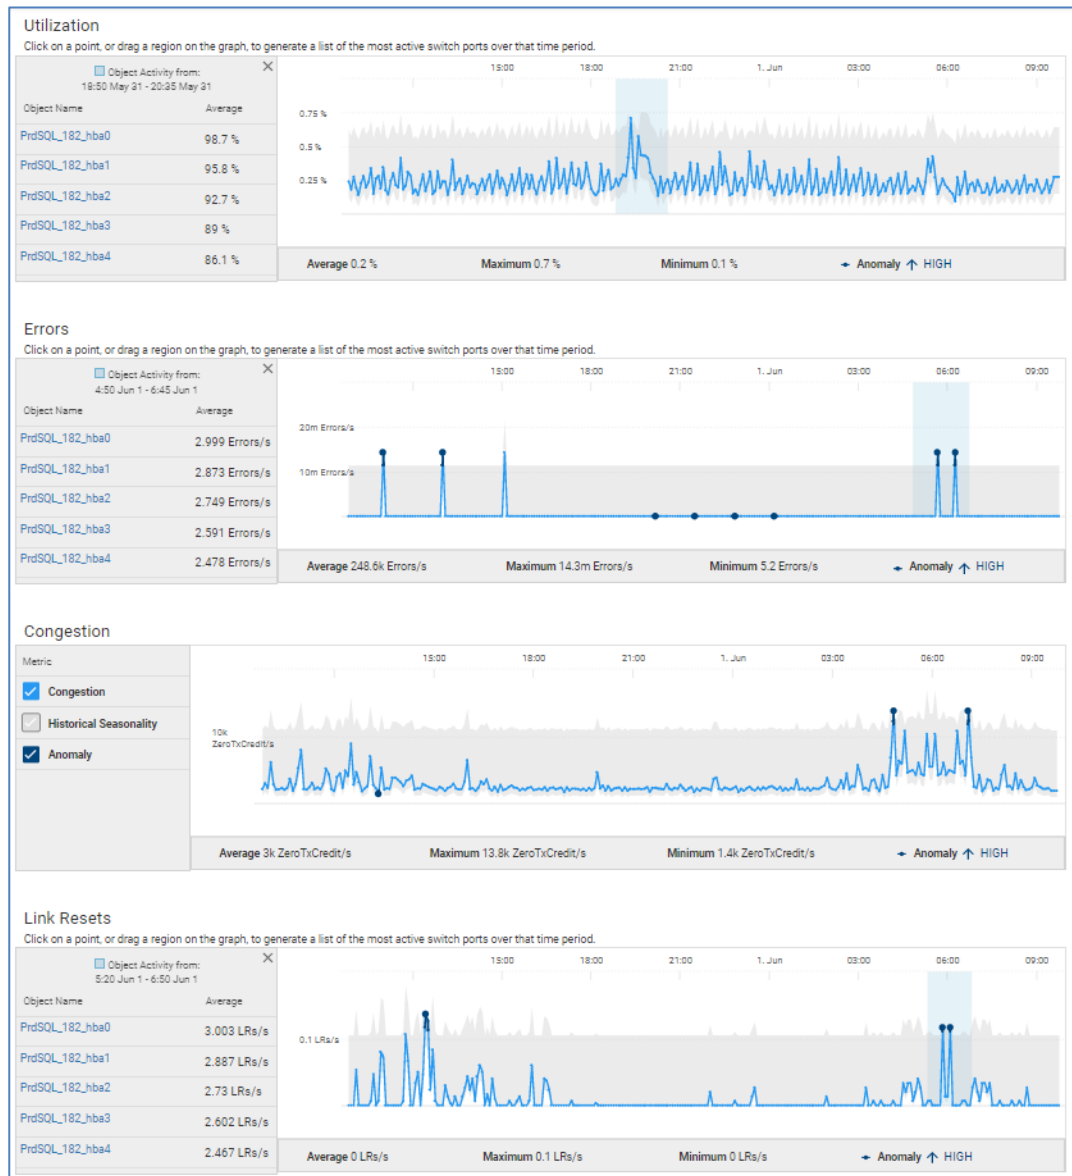 Utilization
Click on a point, or drag a region on the graph, to generate a list of the most active switch ports over that time period.
Object Activity from:
18:50 May 31 - 20:35 May 31
Object Name Average
PrdSQL_182_hba0 98.7 %
PrdSQL_182_hba1 95.8 %
PrdSQL_182_hba2 92.7 %
PrdSQL_182_hba3 89 %
PrdSQL_182_hba4 86.1 %
15:00 18:00 21:00 1. Jun 03:00 06:00 09:00
0.75 %
0.5 %
0.25 %
Average 0.2 % Maximum 0.7 % Minimum 0.1 % Anomaly HIGH
Errors
Click on a point, or drag a region on the graph, to generate a list of the most active switch ports over that time period.
Object Activity from:
4:50 Jun 1 - 6:45 Jun 1
Object Name Average
PrdSQL_182_hba0 2.999 Errors/s
PrdSQL_182_hba1 2.873 Errors/s
PrdSQL_182_hba2 2.749 Errors/s
PrdSQL_182_hba3 2.591 Errors/s
PrdSQL_182_hba4 2.478 Errors/s
15:00 18:00 21:00 1. Jun 03:00 06:00 09:00
20m Errors/s
10m Errors/s
Average 248.6k Errors/s Maximum 14.3m Errors/s Minimum 5.2 Errors/s Anomaly HIGH
Congestion
Metric
Congestion
Historical Seasonality
Anomaly
15:00 18:00 21:00 1. Jun 03:00 06:00 09:00
10k
ZeroTxCredit/s
Average 3k ZeroTxCredit/s Maximum 13.8k ZeroTxCredit/s Minimum 1.4k ZeroTxCredit/s Anomaly HIGH
Link Resets
Click on a point, or drag a region on the graph, to generate a list of the most active switch ports over that time period.
Object Activity from:
5:20 Jun 1 - 6:50 Jun 1
Object Name Average
PrdSQL_182_hba0 3.003 LRs/s
PrdSQL_182_hba1 2.887 LRs/s
PrdSQL_182_hba2 2.73 LRs/s
PrdSQL_182_hba3 2.602 LRs/s
PrdSQL_182_hba4 2.467 LRs/s
15:00 18:00 21:00 1. Jun 03:00 06:00 09:00
0.1 LRs/s
Average 0 LRs/s Maximum 0.1 LRs/s Minimum 0 LRs/s Anomaly HIGH